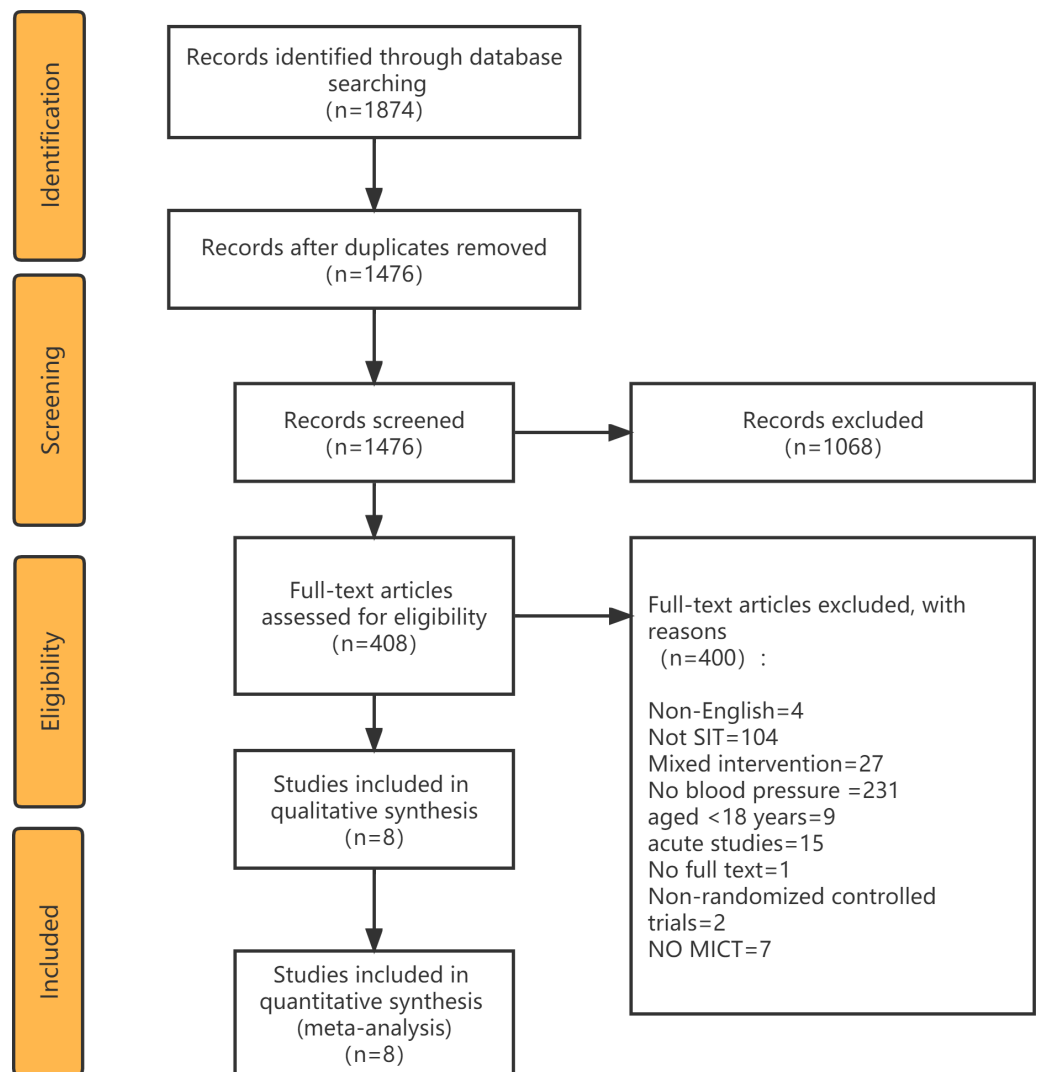 Identification
Records identified through database
searching
（n=1874）
Records after duplicates removed
（n=1476）
Screening
Records screened
（n=1476）
Records excluded
（n=1068）
Eligibility
Full-text articles
assessed for eligibility
（n=408）
Full-text articles excluded, with
reasons
（n=400）:
Non-English=4
Not SIT=104
Mixed intervention=27
No blood pressure =231
aged <18 years=9
acute studies=15
No full text=1
Non-randomized controlled
trials=2
NO MICT=7
Studies included in
qualitative synthesis
（n=8）
Included
Studies included in
quantitative synthesis
(meta-analysis)
（n=8）